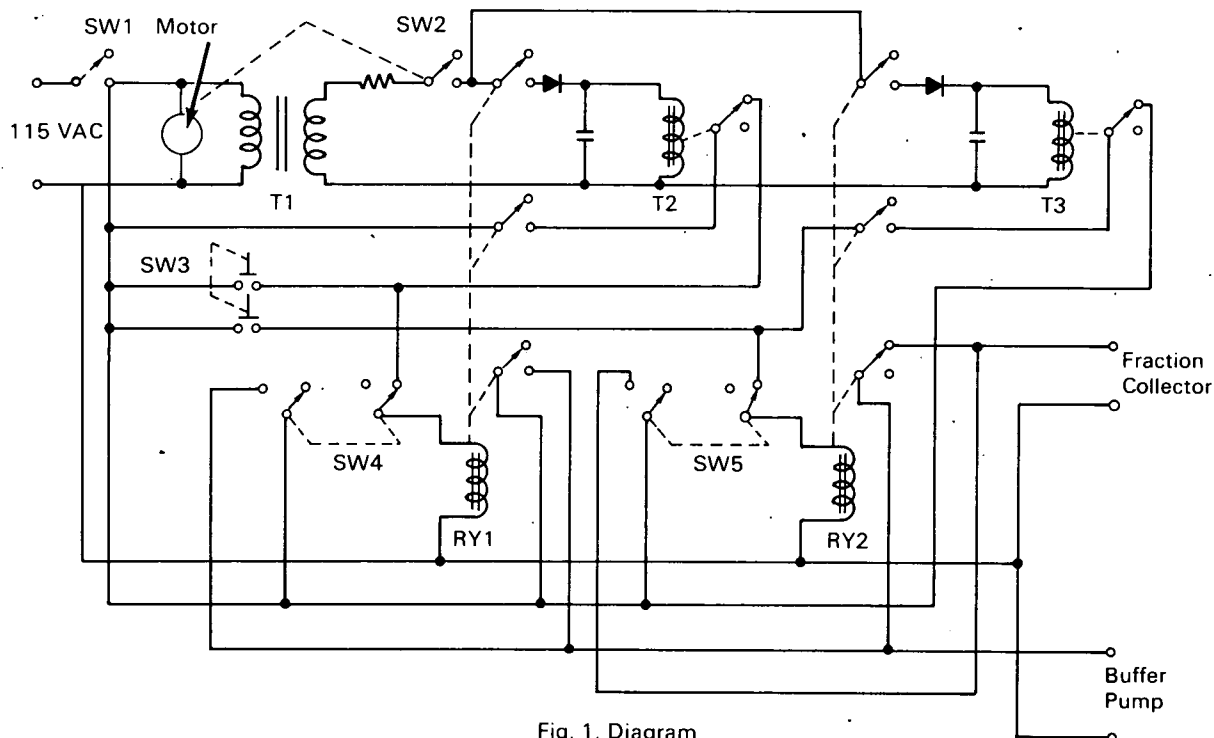 SW1
Motor
SW2
115 VAC
T1
T2
T3
SW3
Fraction
Collector
SW4
SW5
RY1
RY2
Buffer
Pump
Fig. 1. Diagram